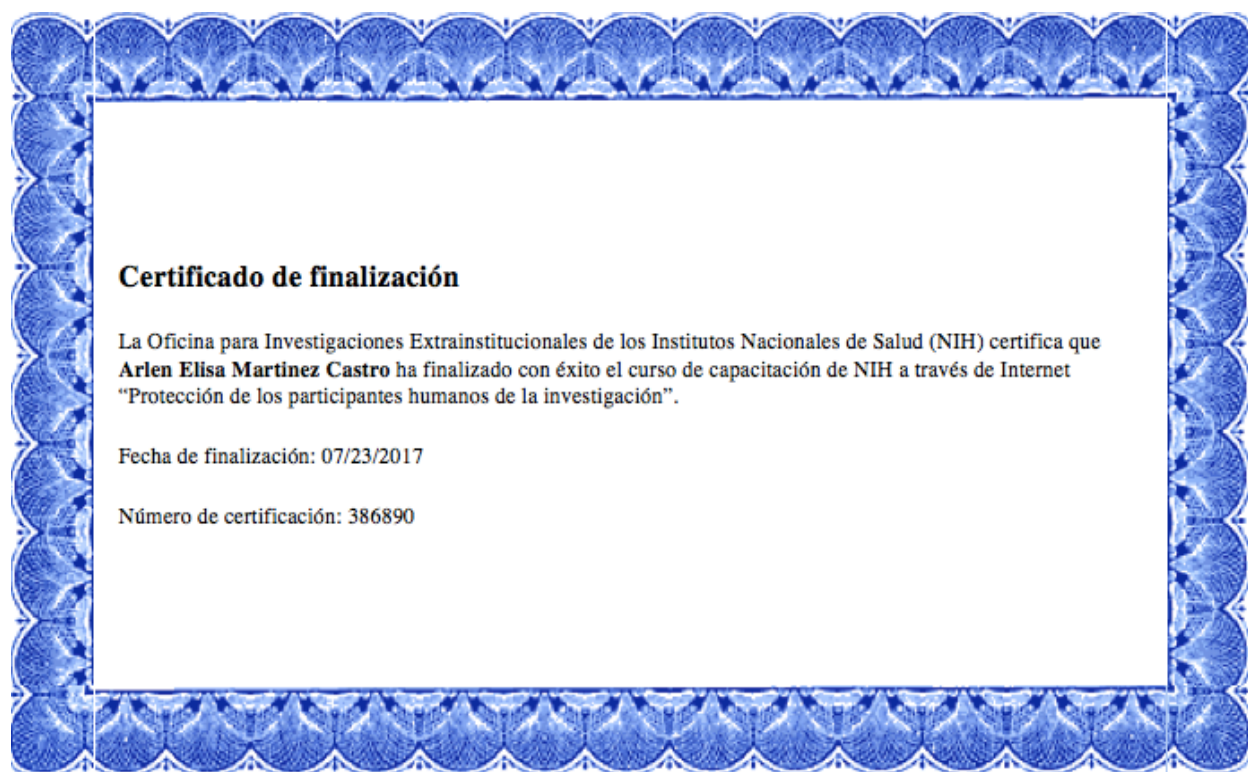 Certificado de finalización
La Oficina para Investigaciones Extrainstitucionales de los Institutos Nacionales de Salud (NIH) certifica que
Arlen Elisa Martinez Castro ha finalizado con éxito el curso de capacitación de NIH a través de Internet
“Protección de los participantes humanos de la investigación”.
Fecha de finalización: 07/23/2017
Número de certificación: 386890